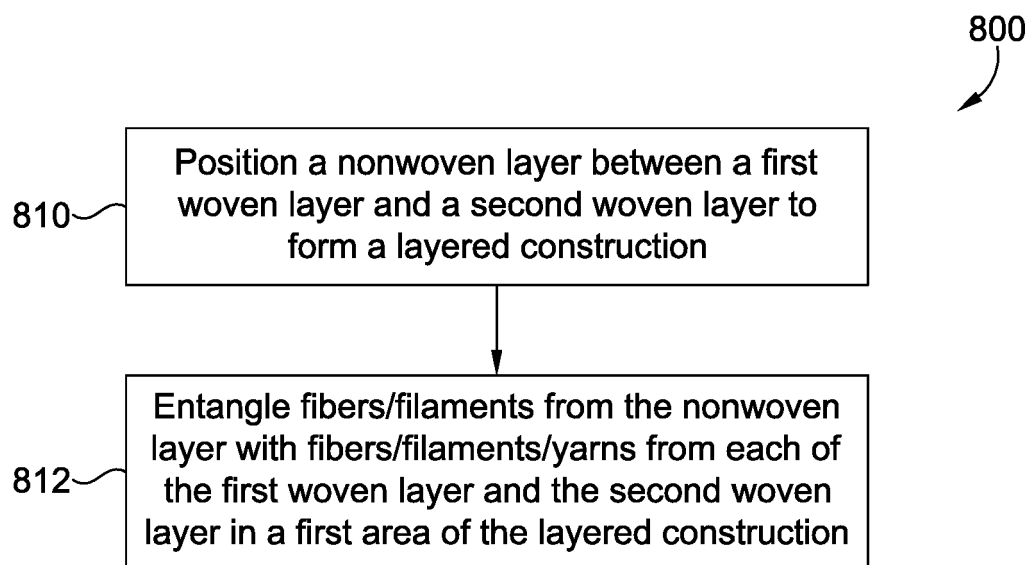 800
Position a nonwoven layer between a first
woven layer and a second woven layer to
form a layered construction
810
Entangle fibers/filaments from the nonwoven
layer with fibers/filaments/yarns from each of
the first woven layer and the second woven
layer in a first area of the layered construction
812